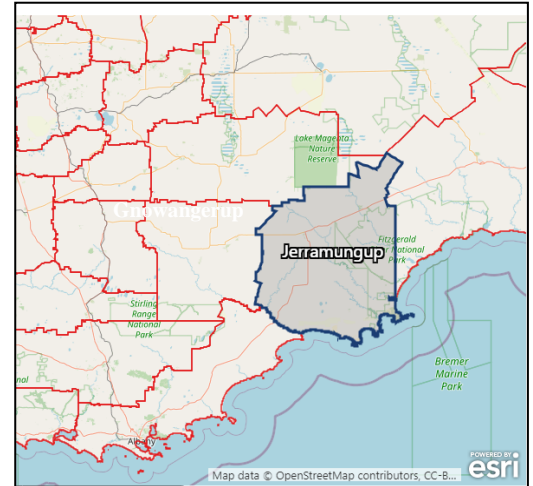 Lake Magenta
Nature
Reserve
Gnowangerup
Jerramungup
Fitzgerald
National
Park
Stirling
Range
National
Park
Bremer
Marine
Park
nal
Albany
POWERED BY
esri
Map data © OpenStreetMap contributors, CC-B...